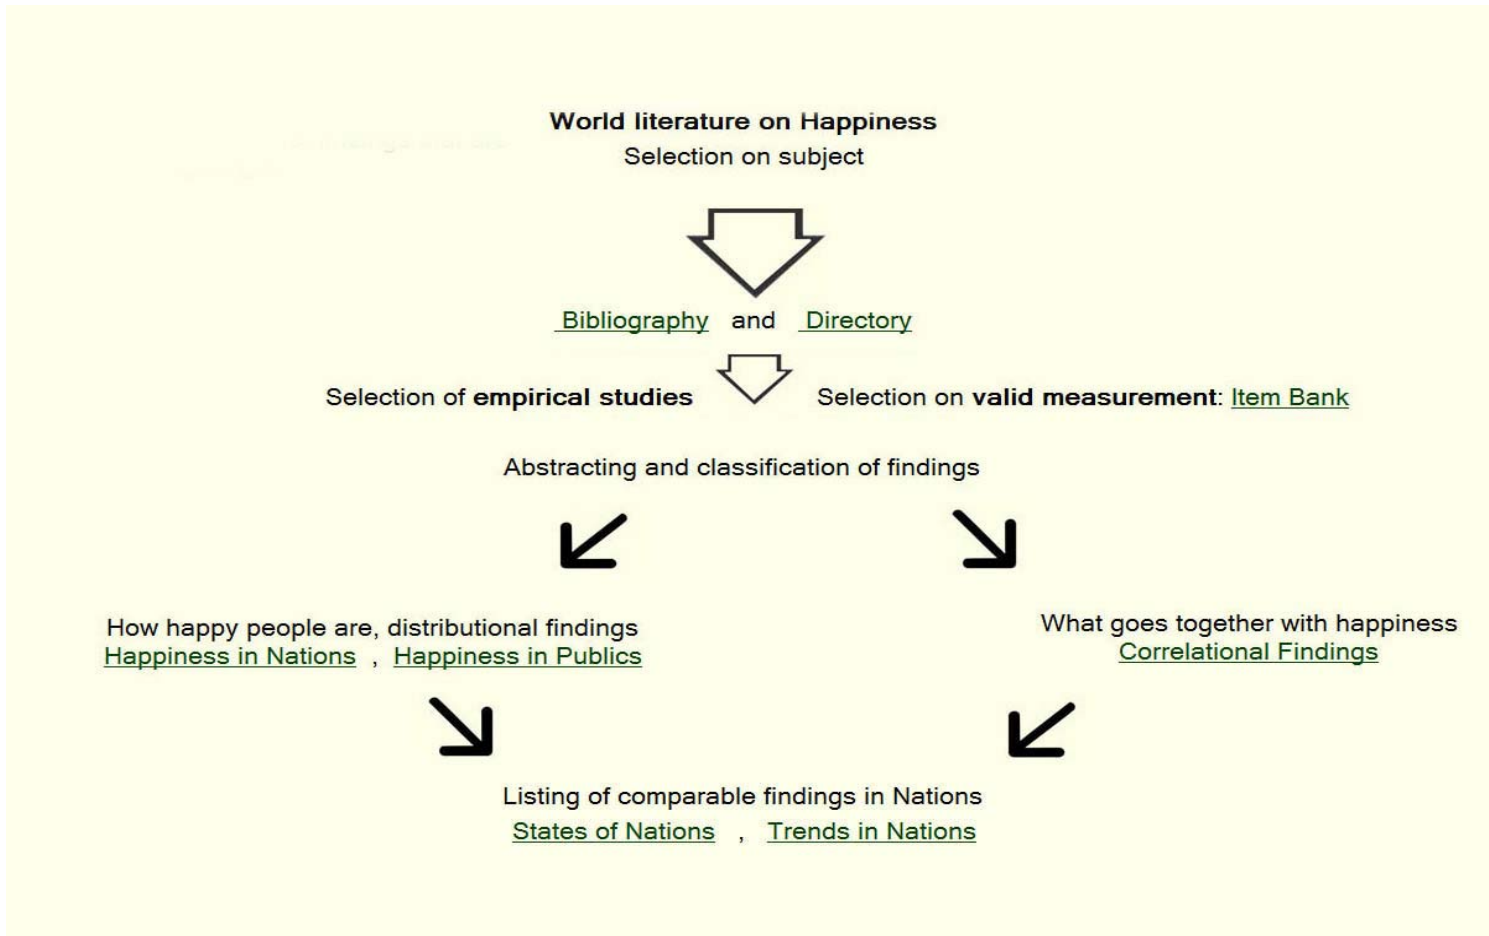 World literature on Happiness
Selection on subject
Bibliography and Directory
Selection of empirical studies
Selection on valid measurement: Item Bank
Abstracting and classification of findings
How happy people are, distributional findings
Happiness in Nations , Happiness in Publics
What goes together with happiness
Correlational Findings
Listing of comparable findings in Nations
States of Nations , Trends in Nations